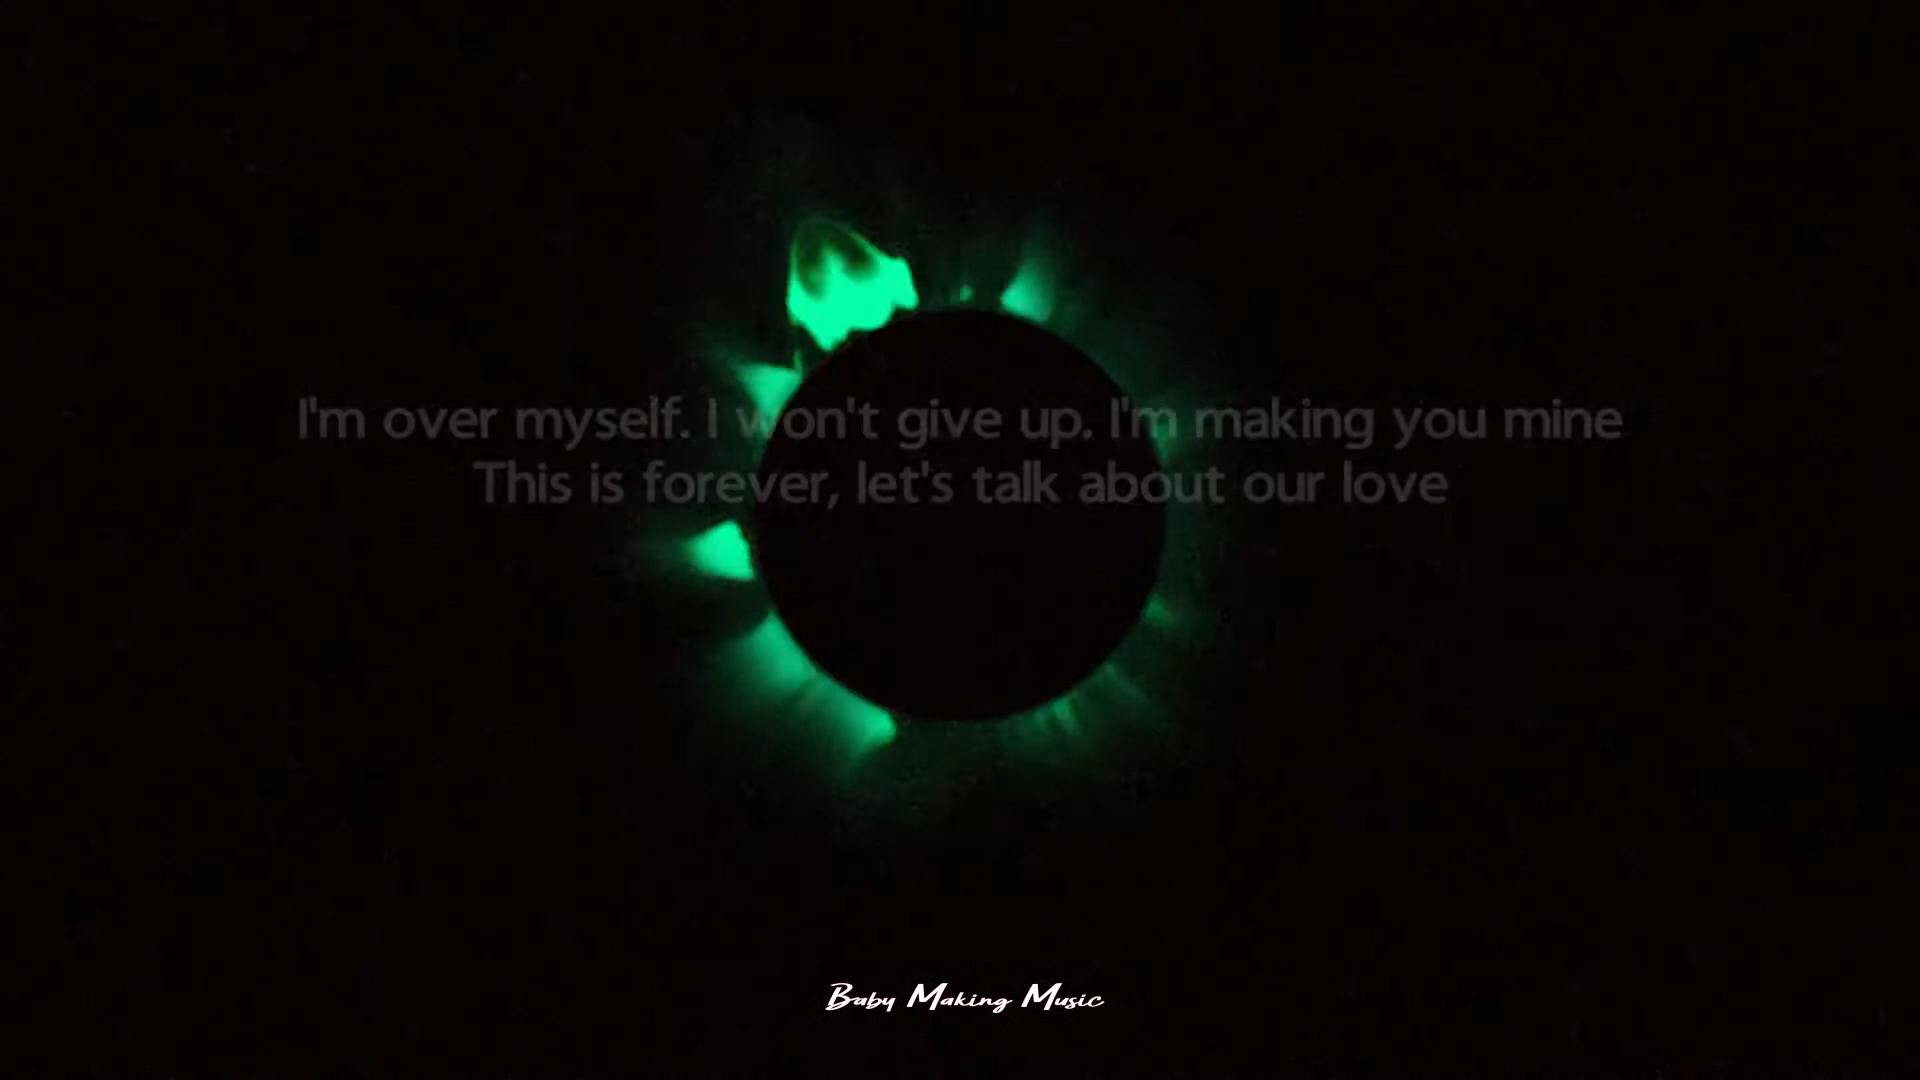 I'm over myself. I won't give up. I'm making you mine
This is forever, let's talk about our love
Baby Making Music